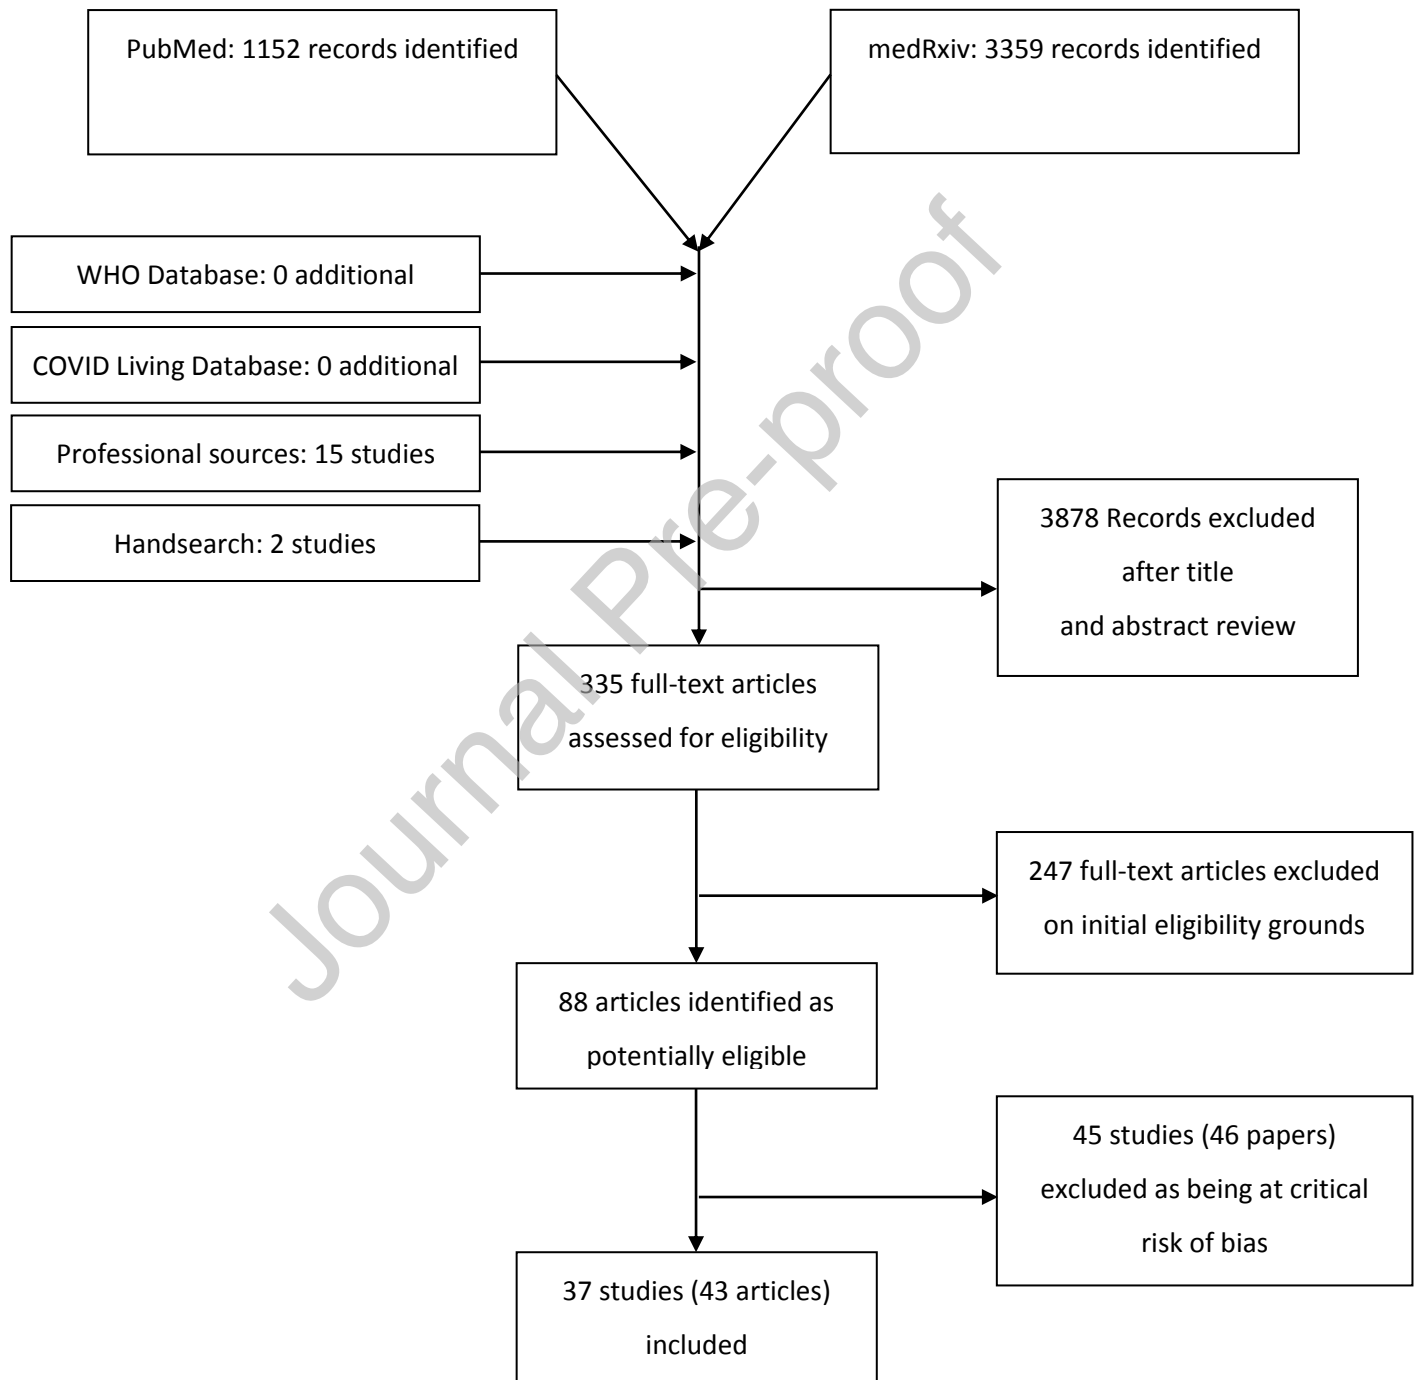 PubMed: 1152 records identified
medRxiv: 3359 records identified
WHO Database: 0 additional
COVID Living Database: 0 additional
Professional sources: 15 studies
Handsearch: 2 studies
3878 Records excluded
after title
and abstract review
335 full-text articles
assessed for eligibility
247 full-text articles excluded
on initial eligibility grounds
88 articles identified as
potentially eligible
45 studies (46 papers)
excluded as being at critical
risk of bias
37 studies (43 articles)
included
Journal Pre-proof